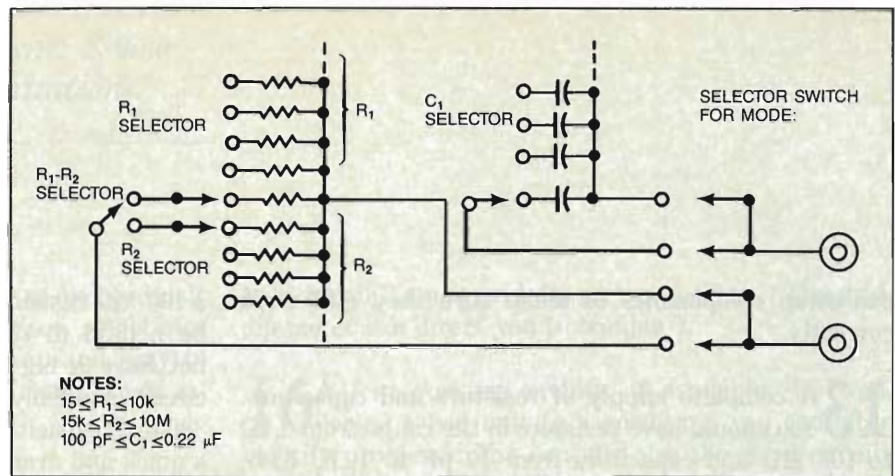 R₁
SELECTOR
R₁
C₁
SELECTOR
SELECTOR SWITCH
FOR MODE:
R₁-R₂
SELECTOR
R₂
SELECTOR
R₂
NOTES:
15≤R₁≤10k
15k≤R₂≤10M
100 pF≤C₁≤0.22 μF